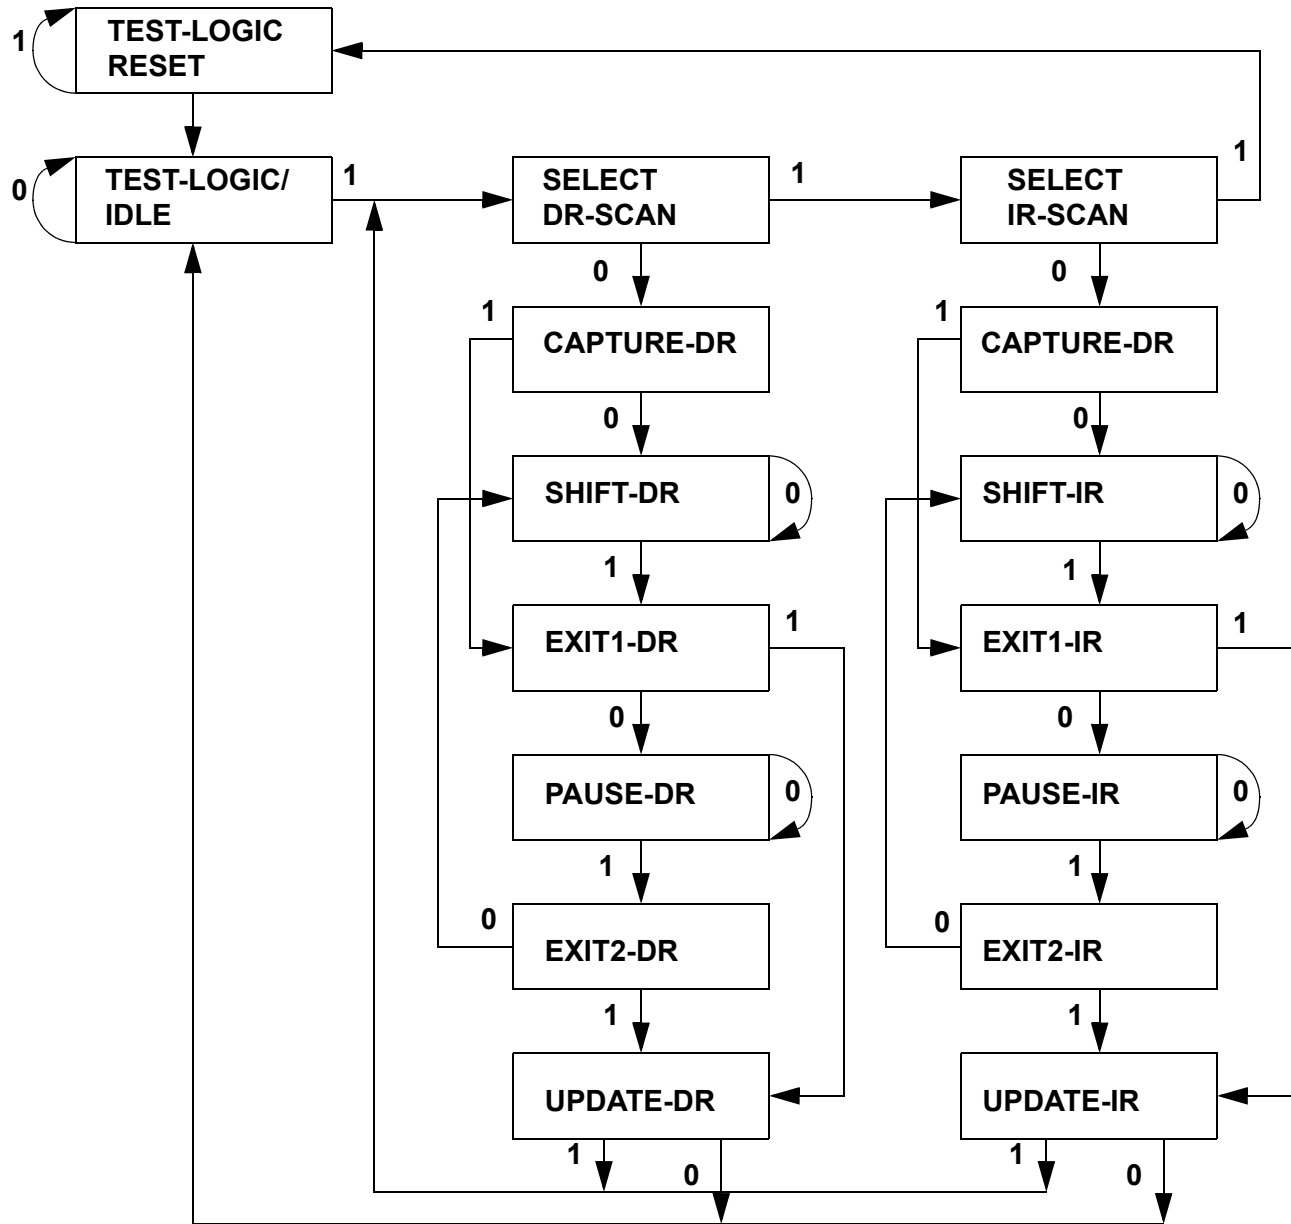 1
TEST-LOGIC
RESET
0
TEST-LOGIC/
IDLE
1
SELECT
DR-SCAN
1
SELECT
IR-SCAN
1
0
0
1
CAPTURE-DR
1
CAPTURE-DR
0
0
SHIFT-DR
0
SHIFT-IR
0
1
1
EXIT1-DR
1
EXIT1-IR
1
0
0
PAUSE-DR
0
PAUSE-IR
0
1
1
0
EXIT2-DR
0
EXIT2-IR
1
1
UPDATE-DR
UPDATE-IR
1
0
1
0